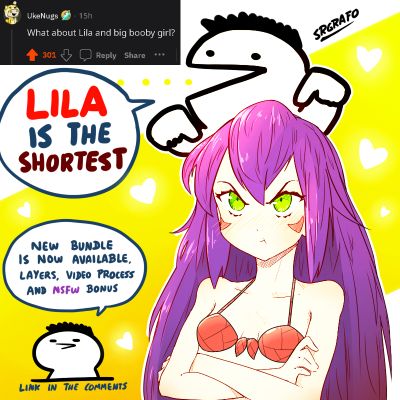 UkeNugs · 15h
What about Lila and big booby girl?
301 Reply Share ···
SRGRAFO
LILA
IS THE
SHORTEST
NEW BUNDLE
IS NOW AVAILABLE,
LAYERS, VIDEO PROCESS
AND NSFW BONUS
LINK IN THE COMMENTS